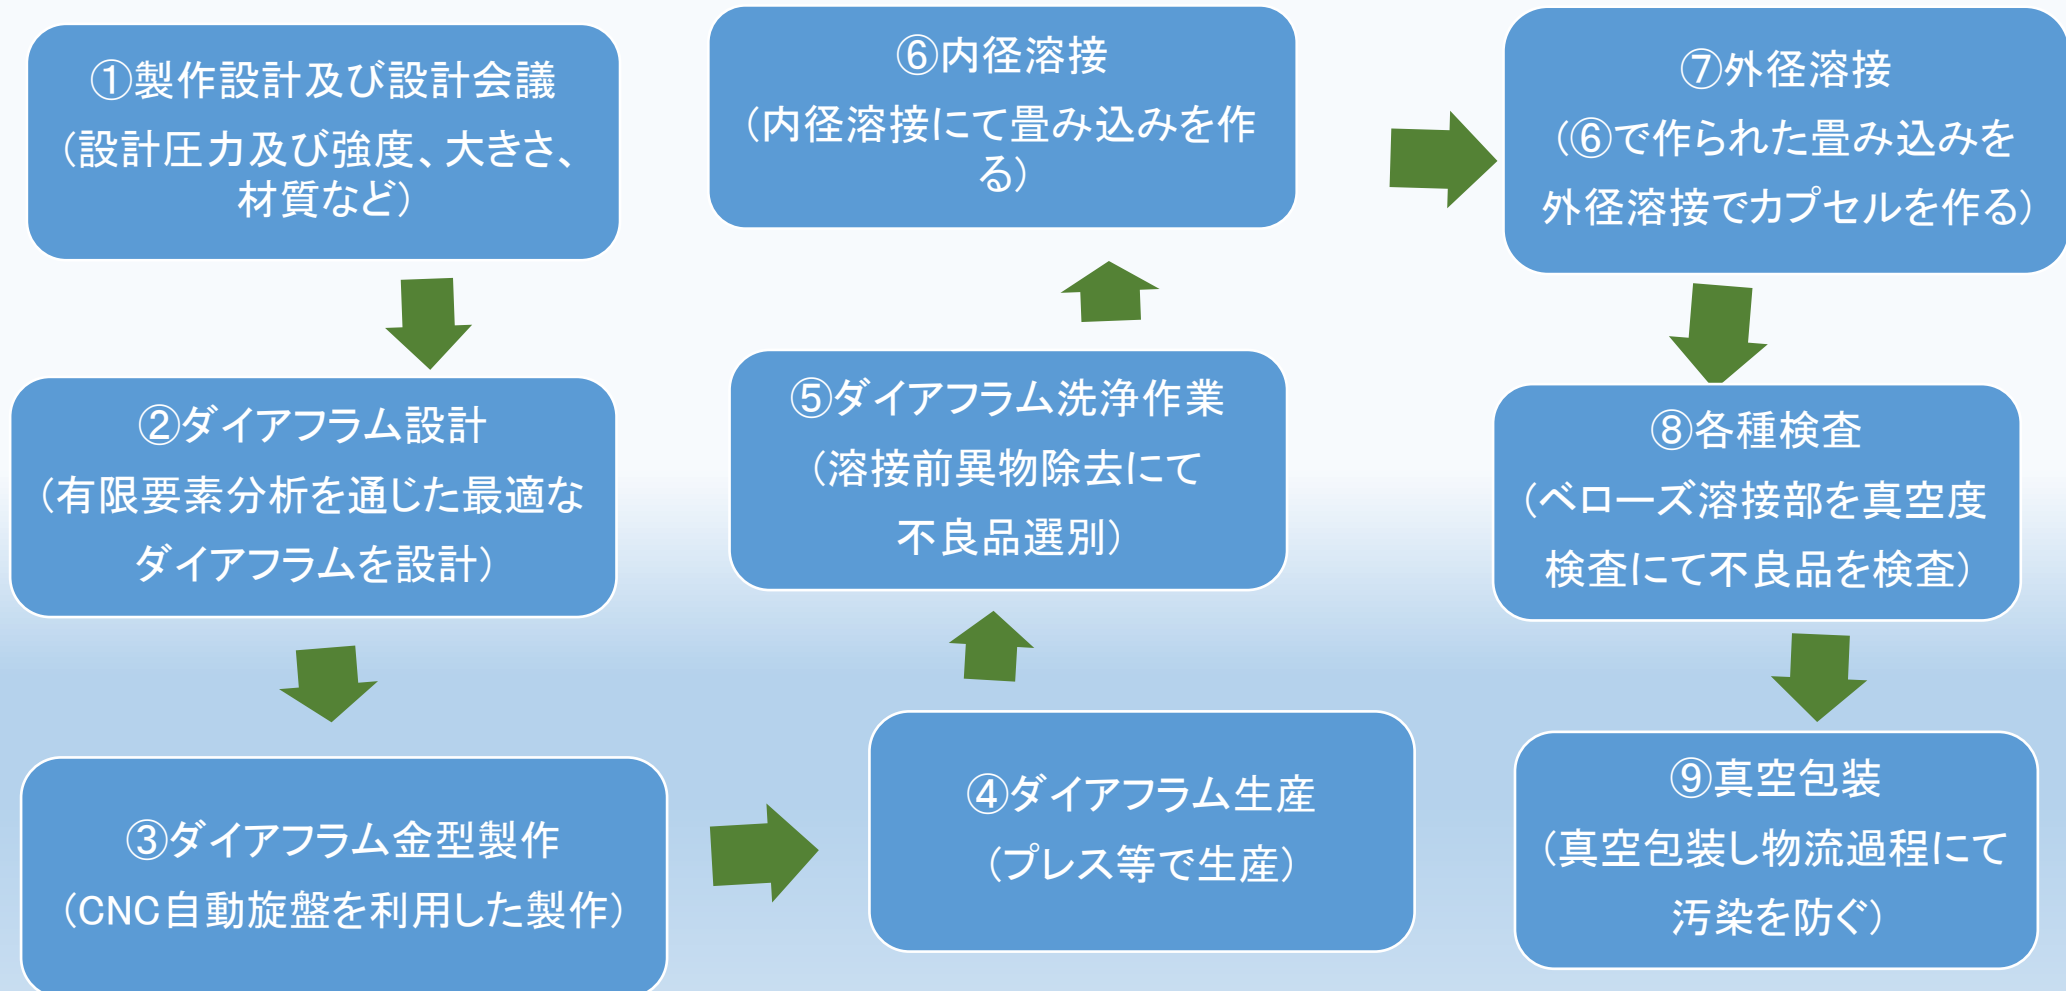 ①製作設計及び設計会議
（設計圧力及び強度、大きさ、
材質など）
②ダイアフラム設計
（有限要素分析を通じた最適な
ダイアフラムを設計）
③ダイアフラム金型製作
（CNC自動旋盤を利用した製作）
④ダイアフラム生産
（プレス等で生産）
⑤ダイアフラム洗浄作業
（溶接前異物除去にて
不良品選別）
⑥内径溶接
（内径溶接にて畳み込みを作
る）
⑦外径溶接
（⑥で作られた畳み込みを
外径溶接でカプセルを作る）
⑧各種検査
（ベローズ溶接部を真空度
検査にて不良品を検査）
⑨真空包装
（真空包装し物流過程にて
汚染を防ぐ）